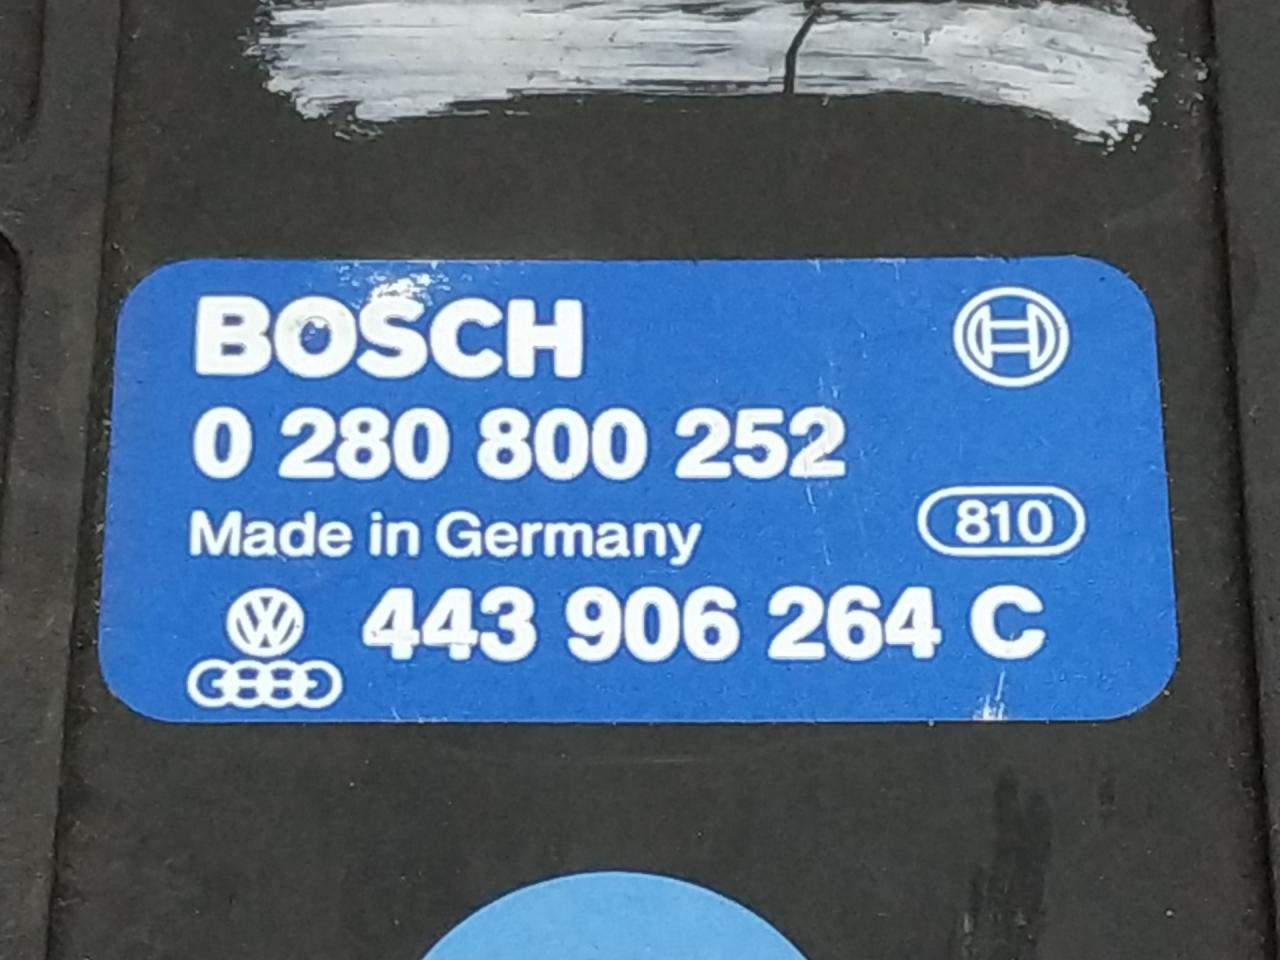 BOSCH
0 280 800 252
Made in Germany
810
443 906 264 C